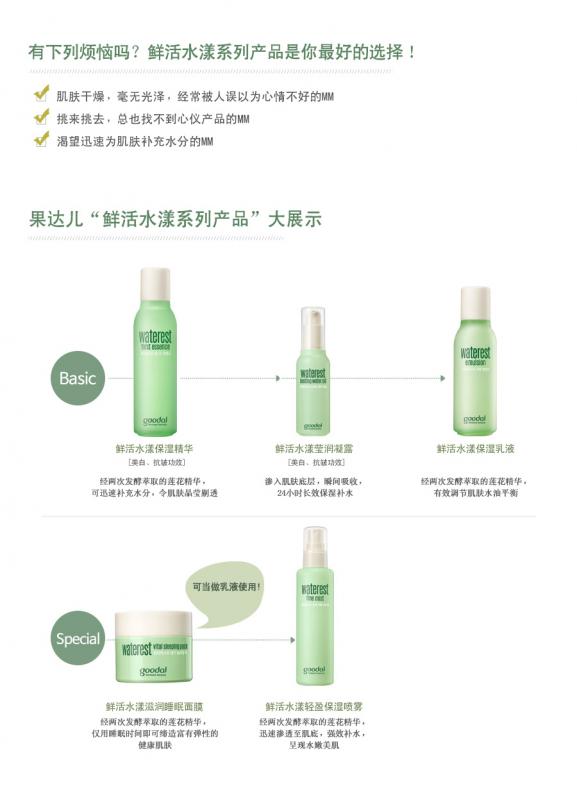 有下列烦恼吗？鲜活水漾系列产品是你最好的选择！
肌肤干燥，毫无光泽，经常被人误以为心情不好的MM
挑来挑去，总也找不到心仪产品的MM
渴望迅速为肌肤补充水分的MM
果达儿“鲜活水漾系列产品”大展示
Basic
waterest
first essence
goodal
waterest
goodal
waterest
emulsion
goodal
鲜活水漾保湿精华
[美白、抗皱功效]
经两次发酵萃取的莲花精华，
可迅速补充水分，令肌肤晶莹剔透
鲜活水漾莹润凝露
[美白、抗皱功效]
渗入肌肤底层，瞬间吸收，
24小时长效保湿补水
鲜活水漾保湿乳液
经两次发酵萃取的莲花精华，
有效调节肌肤水油平衡
可当做乳液使用！
Special
waterest vital sleeping pack
goodal
waterest
fine mist
goodal
鲜活水漾滋润睡眠面膜
经两次发酵萃取的莲花精华，
仅用睡眠时间即可缔造富有弹性的
健康肌肤
鲜活水漾轻盈保湿喷雾
经两次发酵萃取的莲花精华，
迅速渗透至肌底，强效补水，
呈现水嫩美肌